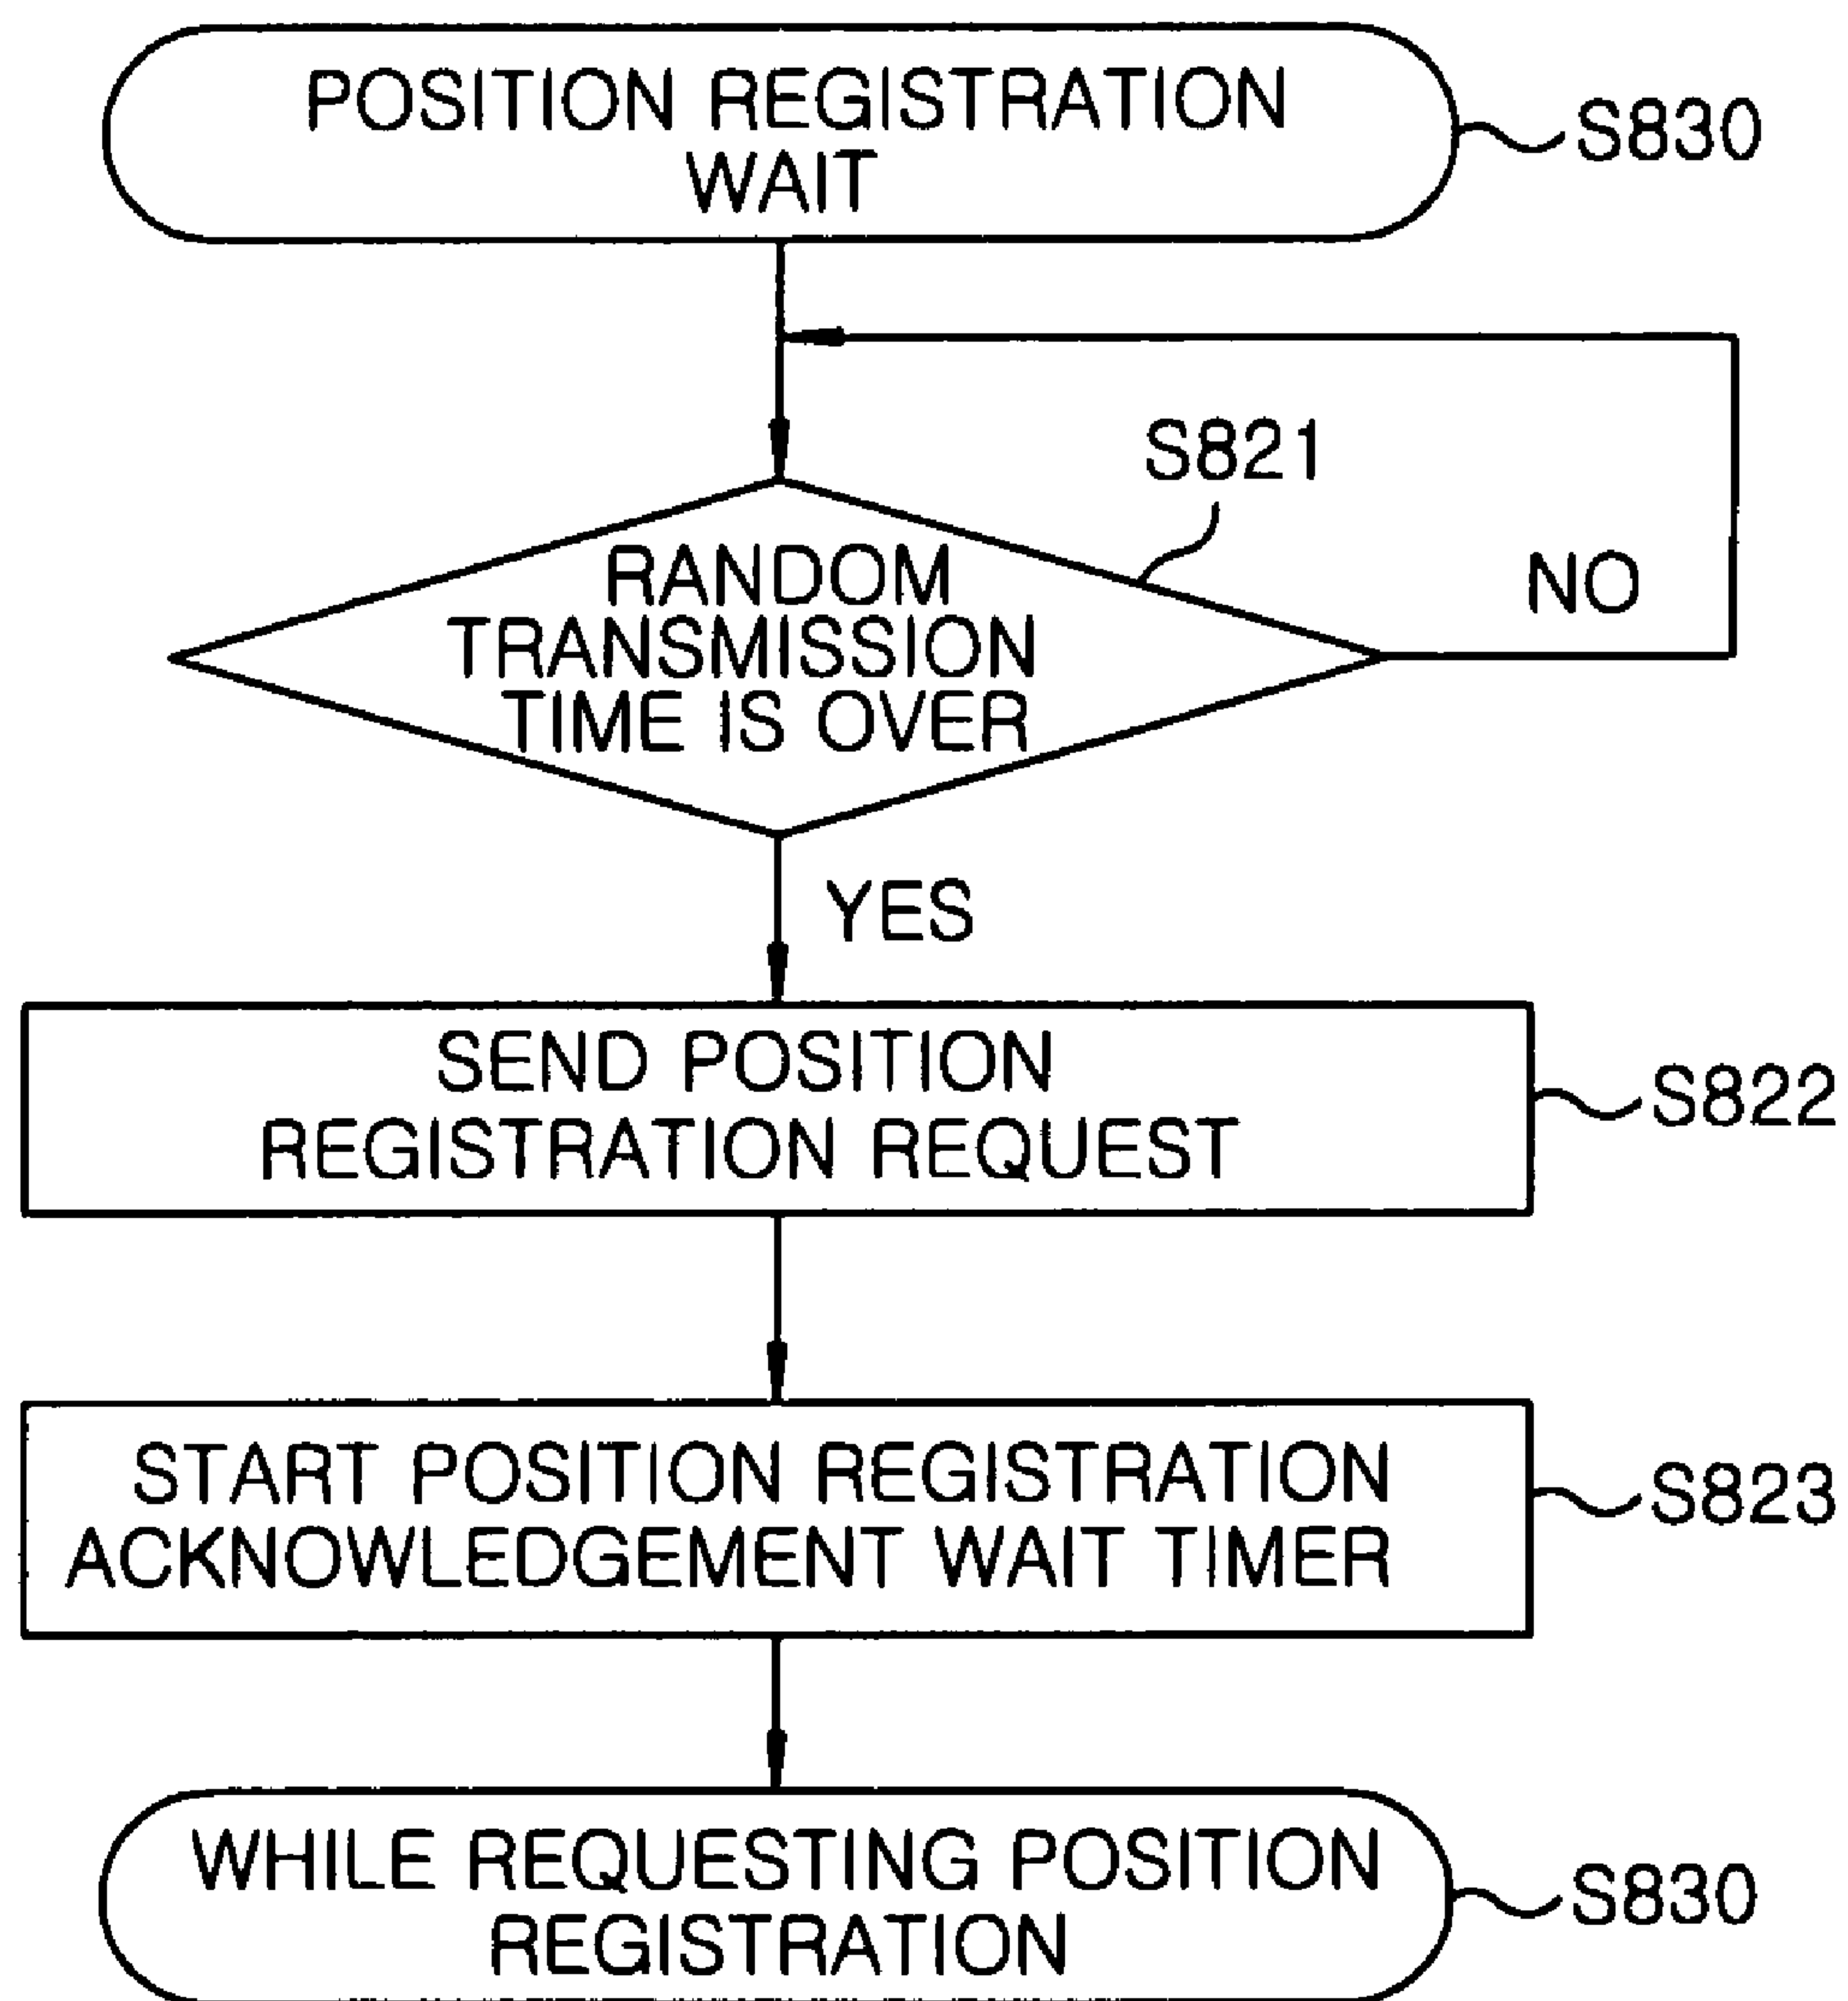 POSITION REGISTRATION
WAIT
S830
S821
RANDOM
TRANSMISSION
TIME IS OVER
NO
YES
SEND POSITION
REGISTRATION REQUEST
S822
START POSITION REGISTRATION
ACKNOWLEDGEMENT WAIT TIMER
S823
WHILE REQUESTING POSITION
REGISTRATION
S830